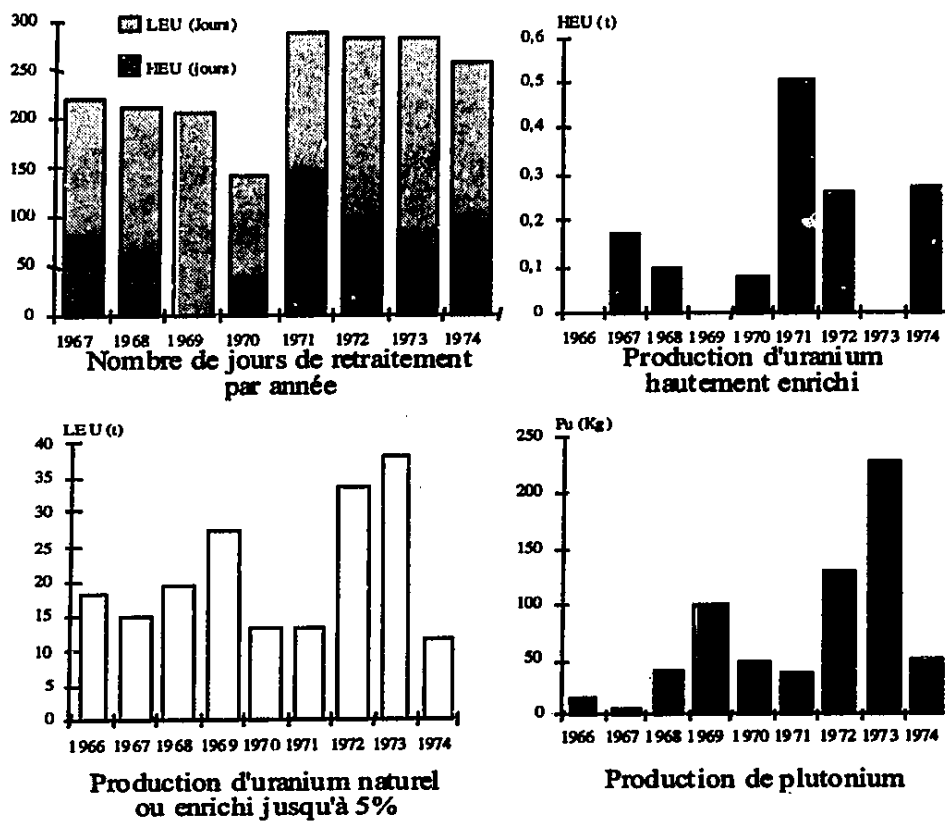 300
250
200
150
100
50
0
LEU (Jours)
HEU (jours)
1967 1968 1969 1970 1971 1972 1973 1974
Nombre de jours de retraitement
par année
HEU (t)
0,6
0,5
0,4
0,3
0,2
0,1
0
1966 1967 1968 1969 1970 1971 1972 1973 1974
Production d'uranium
hautement enrichi
LEU (t)
40
35
30
25
20
15
10
5
0
1966 1967 1968 1969 1970 1971 1972 1973 1974
Production d'uranium naturel
ou enrichi jusqu'à 5%
Pu (Kg)
250
200
150
100
50
0
1966 1967 1968 1969 1970 1971 1972 1973 1974
Production de plutonium